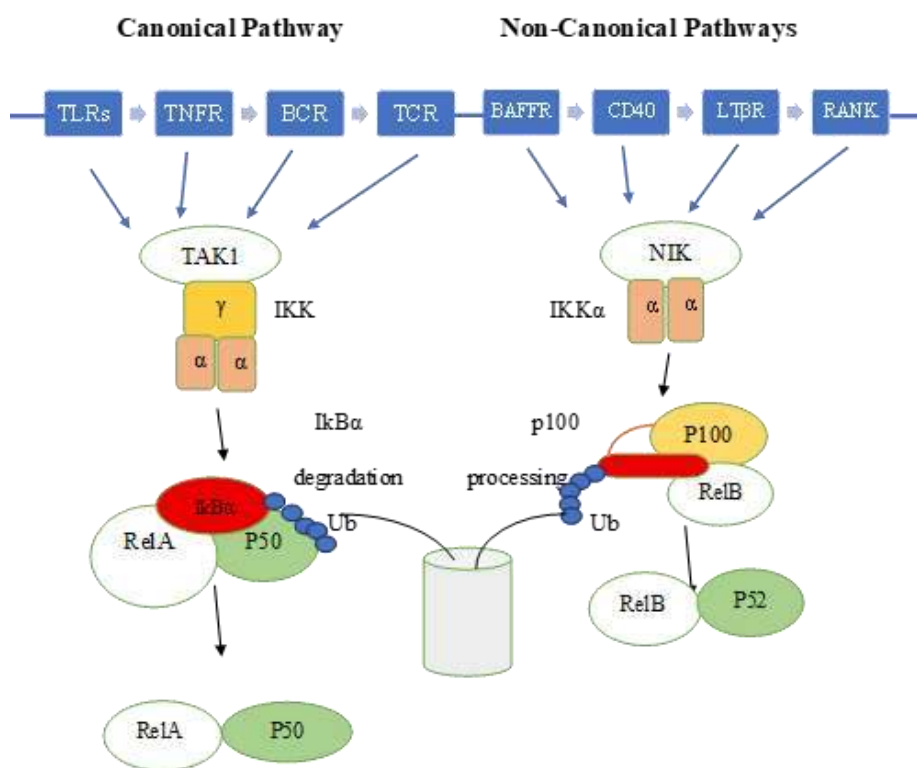 Canonical Pathway
Non-Canonical Pathways
TLRs
TNFR
BCR
TCR
BAFFR
CD40
LTβR
RANK
TAK1
NIK
γ
IKK
IKKα
α α
α α
IkBα
p100
P100
degradation
processing
RelB
IkBα
Ub
Ub
RelA
P50
RelB
P52
RelA
P50